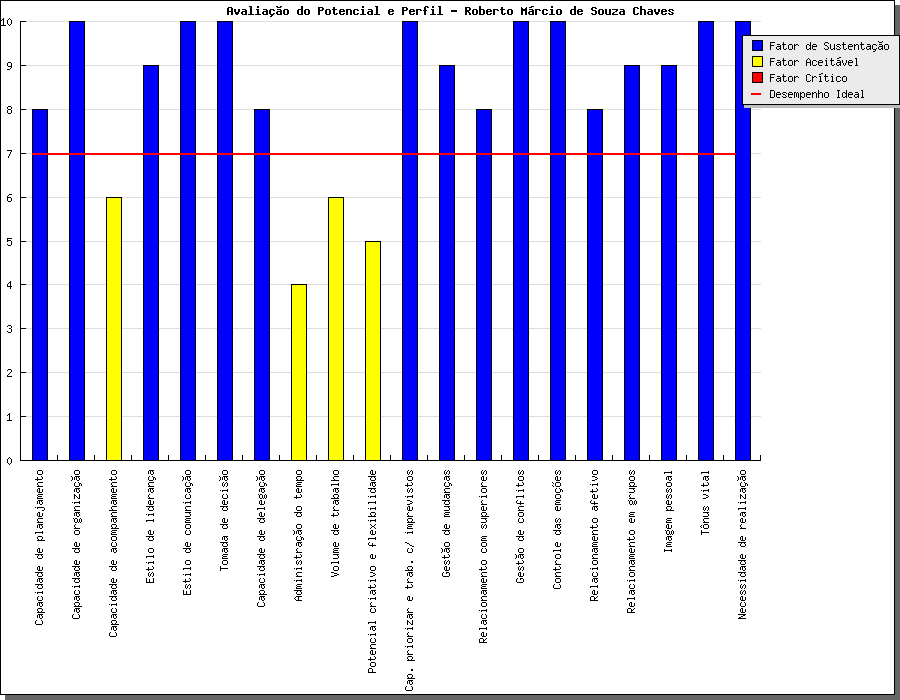 Avaliação do Potencial e Perfil - Roberto Márcio de Souza Chaves
Fator de Sustentação
Fator Aceitável
Fator Crítico
Desempenho Ideal
10
9
8
7
6
5
4
3
2
1
0
Capacidade de planejamento
Capacidade de organização
Capacidade de acompanhamento
Estilo de liderança
Estilo de comunicação
Tomada de decisão
Capacidade de delegação
Administração do tempo
Volume de trabalho
Potencial criativo e flexibilidade
Cap. priorizar e trab. c/ imprevistos
Gestão de mudanças
Relacionamento com superiores
Gestão de conflitos
Controle das emoções
Relacionamento afetivo
Relacionamento em grupos
Imagem pessoal
Tônus vital
Necessidade de realização